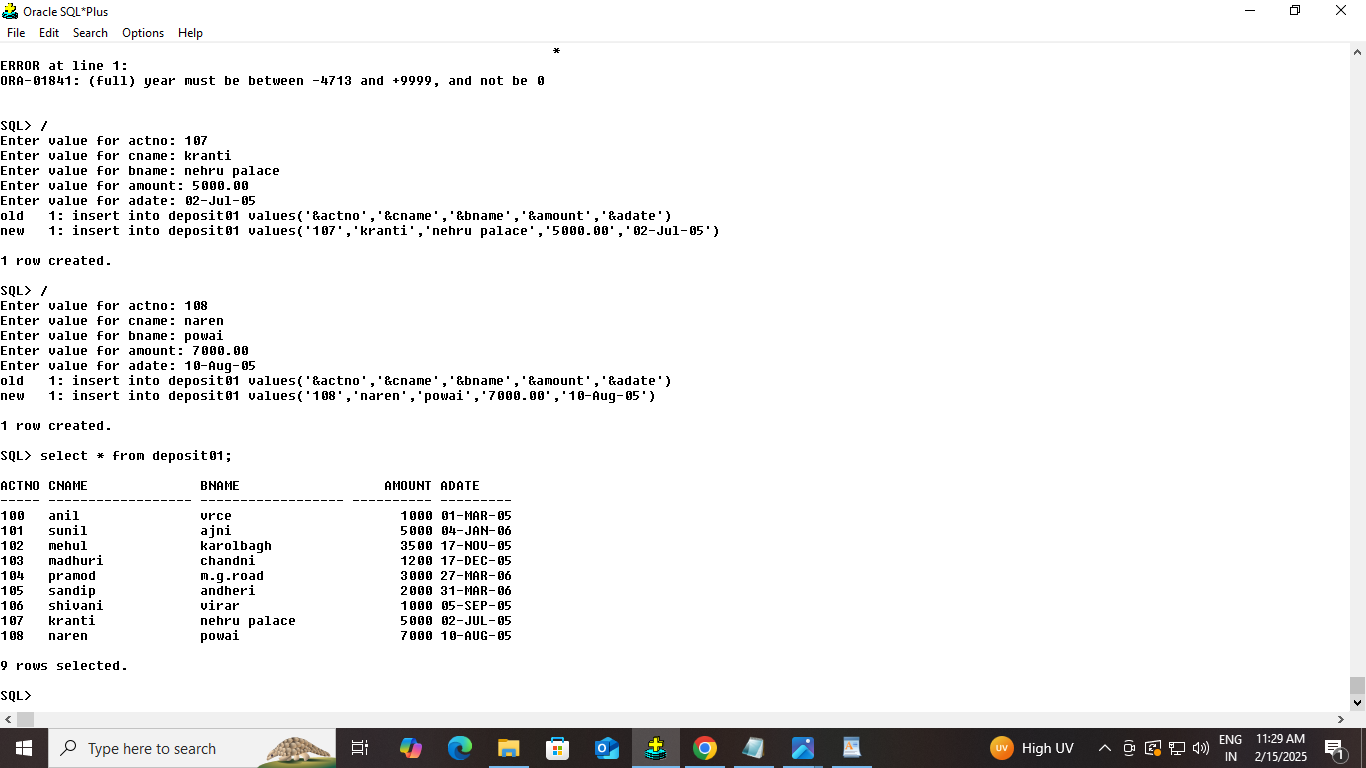 Oracle SQL*Plus
File Edit Search Options Help
*
ERROR at line 1:
ORA-01841: (full) year must be between -4713 and +9999, and not be 0
SQL> /
Enter value for actno: 107
Enter value for cname: kranti
Enter value for bname: nehru palace
Enter value for amount: 5000.00
Enter value for adate: 02-Jul-05
old   1: insert into deposit01 values('&actno','&cname','&bname','&amount','&adate')
new   1: insert into deposit01 values('107','kranti','nehru palace','5000.00','02-Jul-05')
1 row created.
SQL> /
Enter value for actno: 108
Enter value for cname: naren
Enter value for bname: powai
Enter value for amount: 7000.00
Enter value for adate: 10-Aug-05
old   1: insert into deposit01 values('&actno','&cname','&bname','&amount','&adate')
new   1: insert into deposit01 values('108','naren','powai','7000.00','10-Aug-05')
1 row created.
SQL> select * from deposit01;
ACTNO CNAME              BNAME                  AMOUNT ADATE
----- ------------------ ------------------ ---------- ---------
100   anil               vrce                     1000 01-MAR-05
101   sunil              ajni                     5000 04-JAN-06
102   mehul              karolbagh                3500 17-NOV-05
103   madhuri            chandni                  1200 17-DEC-05
104   pramod             m.g.road                 3000 27-MAR-06
105   sandip             andheri                  2000 31-MAR-06
106   shivani            virar                    1000 05-SEP-05
107   kranti             nehru palace             5000 02-JUL-05
108   naren              powai                    7000 10-AUG-05
9 rows selected.
SQL>
Type here to search
UV High UV
ENG
IN
11:29 AM
2/15/2025
1